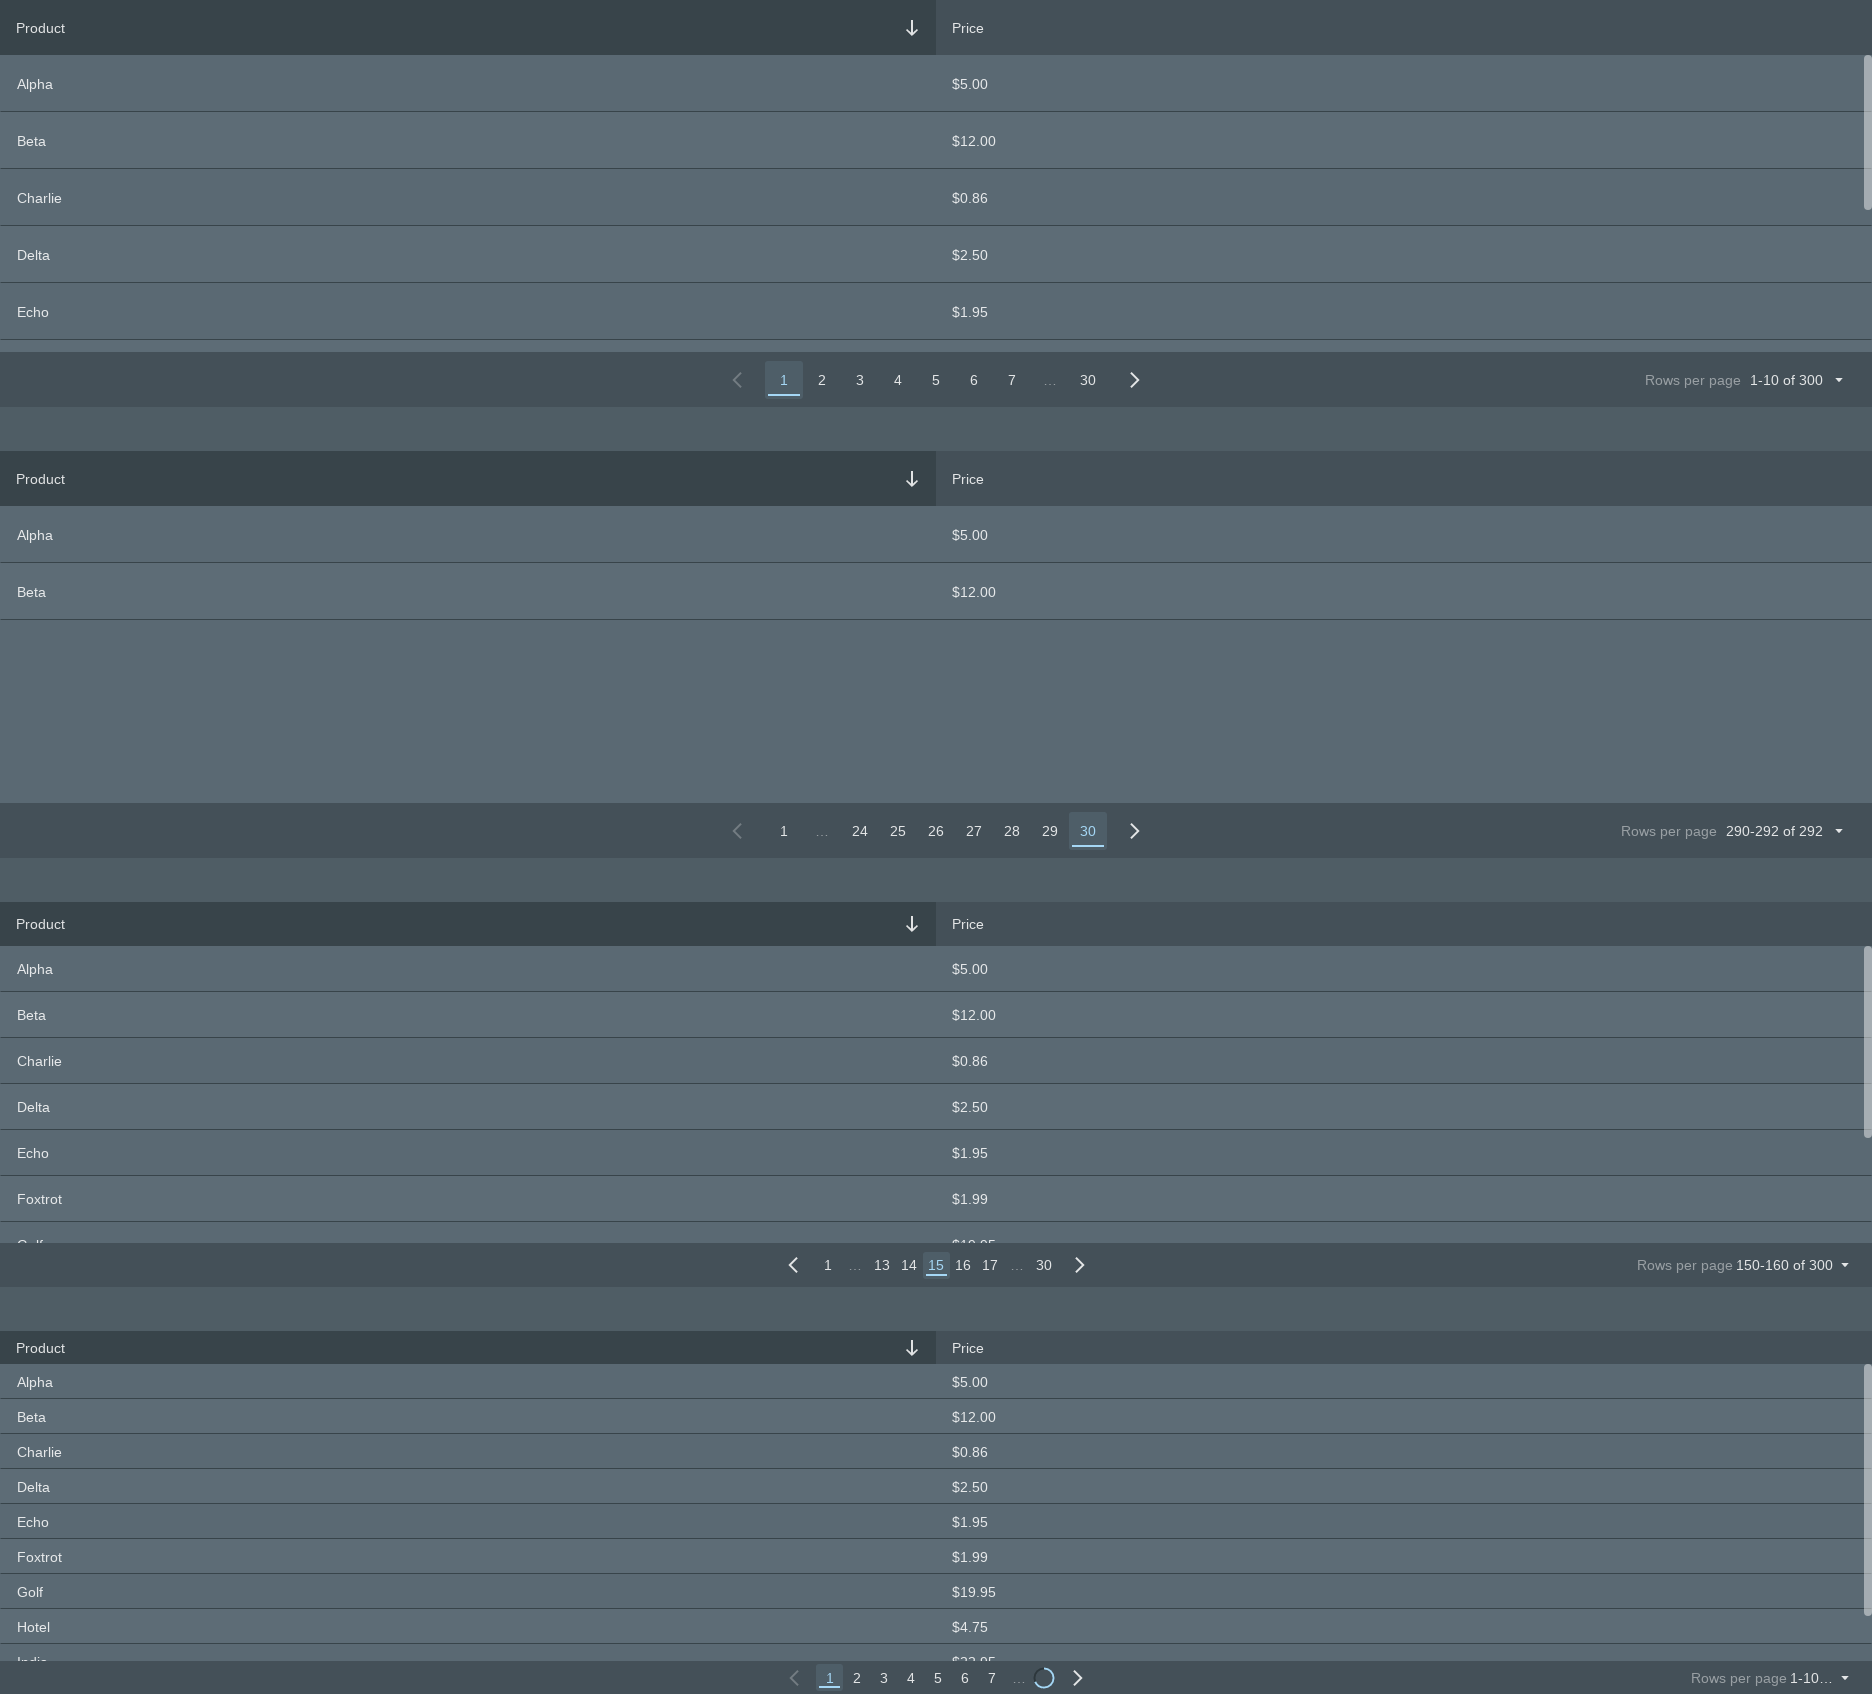 Product Price
Alpha $5.00
Beta $12.00
Charlie $0.86
Delta $2.50
Echo $1.95
1 2 3 4 5 6 7 … 30 Rows per page 1-10 of 300
Product Price
Alpha $5.00
Beta $12.00
1 … 24 25 26 27 28 29 30 Rows per page 290-292 of 292
Product Price
Alpha $5.00
Beta $12.00
Charlie $0.86
Delta $2.50
Echo $1.95
Foxtrot $1.99
1 … 13 14 15 16 17 … 30 Rows per page 150-160 of 300
Product Price
Alpha $5.00
Beta $12.00
Charlie $0.86
Delta $2.50
Echo $1.95
Foxtrot $1.99
Golf $19.95
Hotel $4.75
1 2 3 4 5 6 7 … Rows per page 1-10…